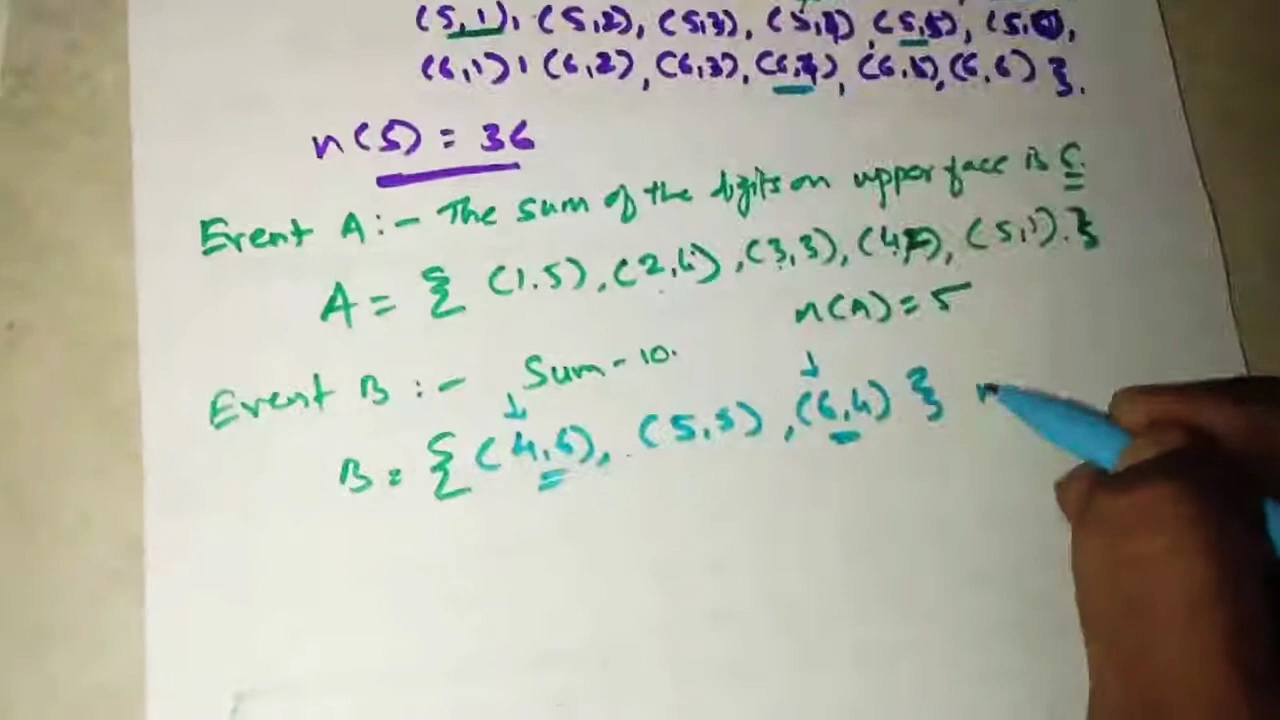 (5,1), (5,2), (5,3), (5,4), (5,5), (5,6),
(6,1), (6,2), (6,3), (6,4), (6,5), (6,6) }.
n(S) = 36
Event A :- The sum of the digits on upper face is 6.
A = { (1,5), (2,4), (3,3), (4,2), (5,1). }
n(A) = 5
Event B :- Sum - 10.
B = { (4,6), (5,5), (6,4) } n